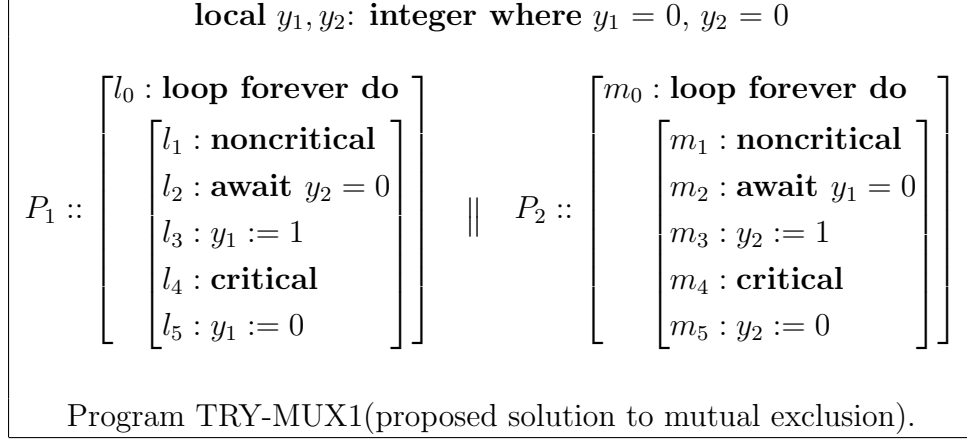 local y₁, y₂: integer where y₁ = 0, y₂ = 0
P₁ :: l₀ : loop forever do
l₁ : noncritical
l₂ : await y₂ = 0
l₃ : y₁ := 1
l₄ : critical
l₅ : y₁ := 0
||
P₂ :: m₀ : loop forever do
m₁ : noncritical
m₂ : await y₁ = 0
m₃ : y₂ := 1
m₄ : critical
m₅ : y₂ := 0
Program TRY-MUX1(proposed solution to mutual exclusion).